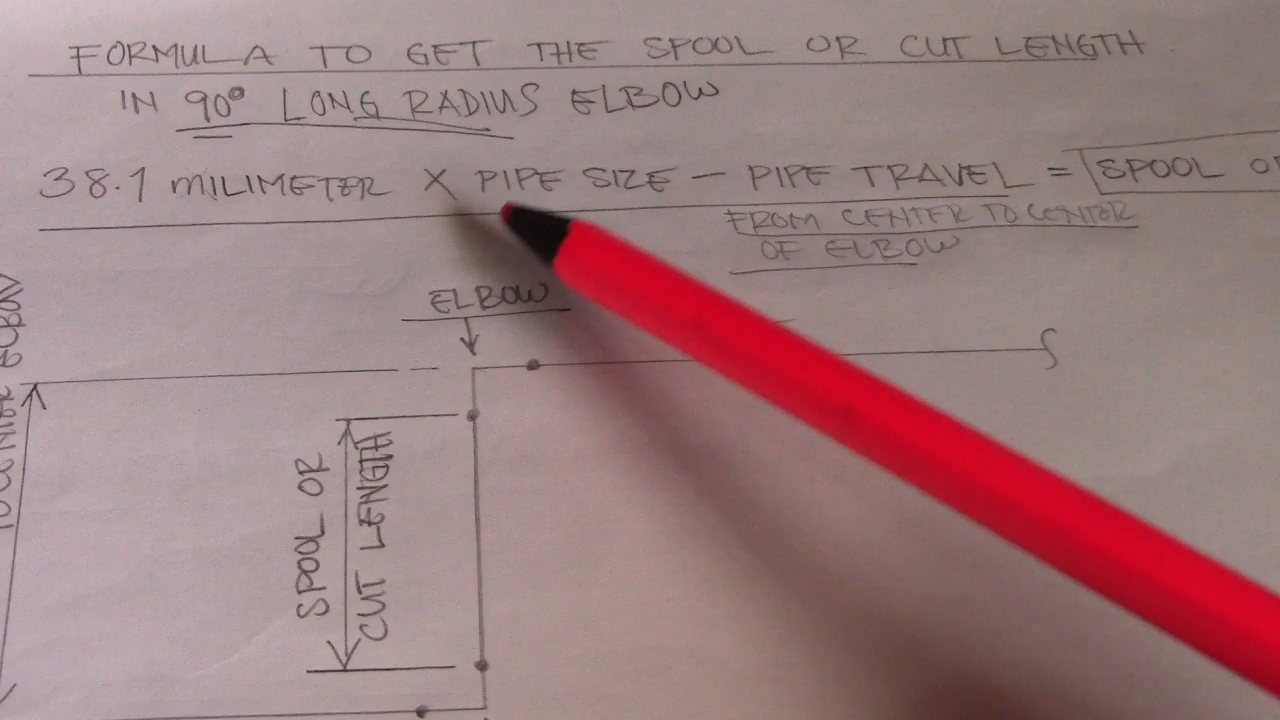 FORMULA TO GET THE SPOOL OR CUT LENGTH
IN 90° LONG RADIUS ELBOW
38.1 MILIMETER X PIPE SIZE - PIPE TRAVEL = SPOOL
FROM CENTER TO CENTER
OF ELBOW
ELBOW
SPOOL OR
CUT LENGTH
ELBOW